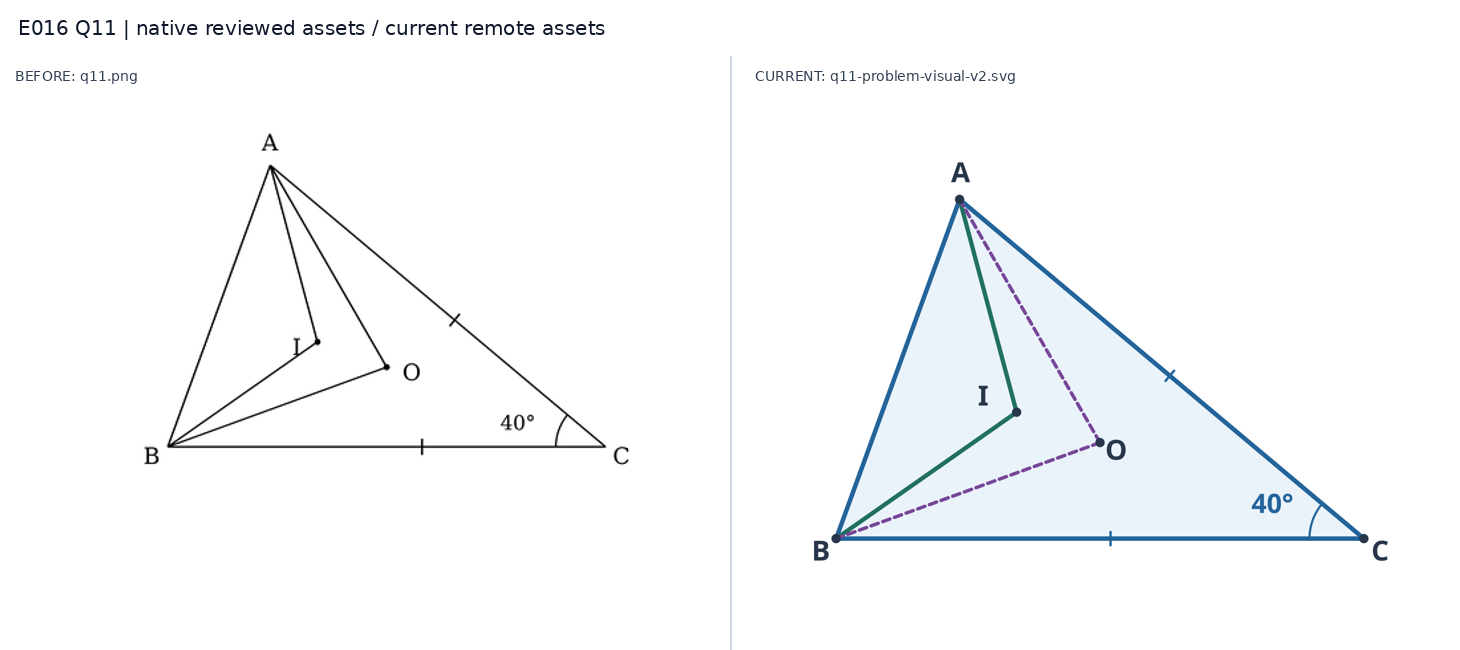 E016 Q11 | native reviewed assets / current remote assets
BEFORE: q11.png
A
I
O
40°
B
C
CURRENT: q11-problem-visual-v2.svg
A
I
O
40°
B
C